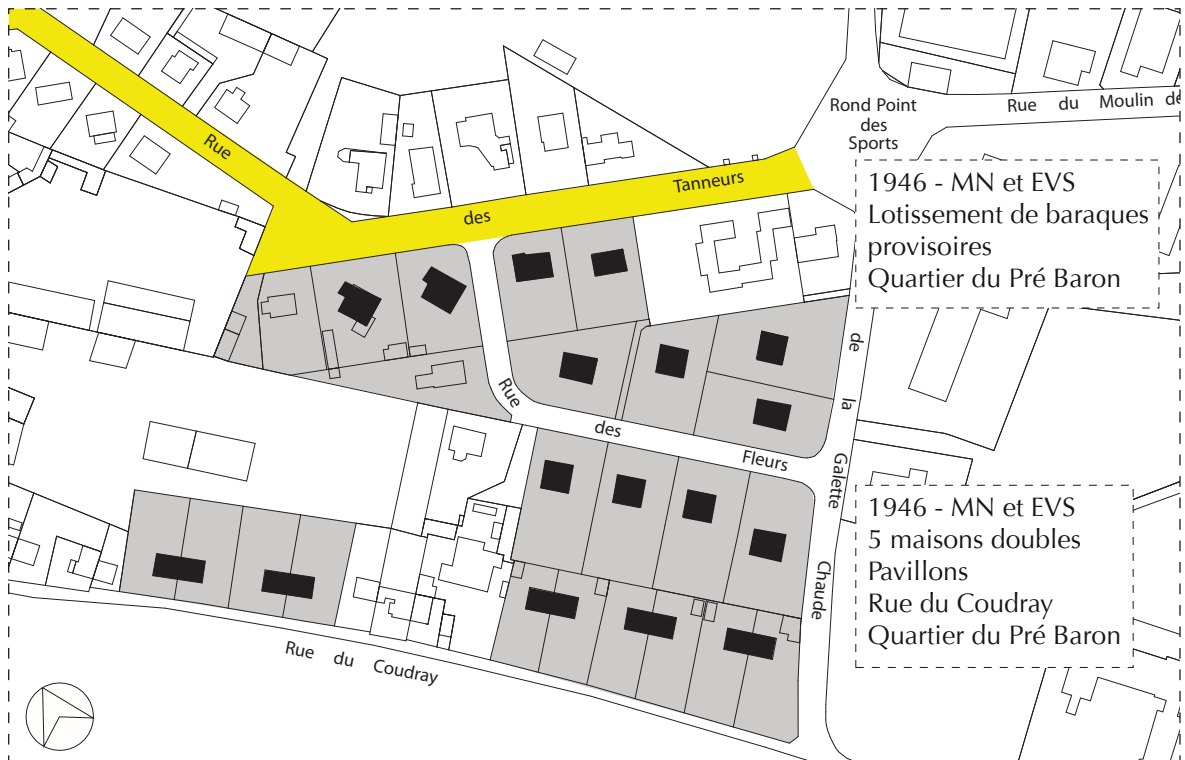 Rond Point
des
Sports
Rue du Moulin de
Rue des Tanneurs
1946 - MN et EVS
Lotissement de baraques
provisoires
Quartier du Pré Baron
Rue des Fleurs
de la Galette Chaude
1946 - MN et EVS
5 maisons doubles
Pavillons
Rue du Coudray
Quartier du Pré Baron
Rue du Coudray